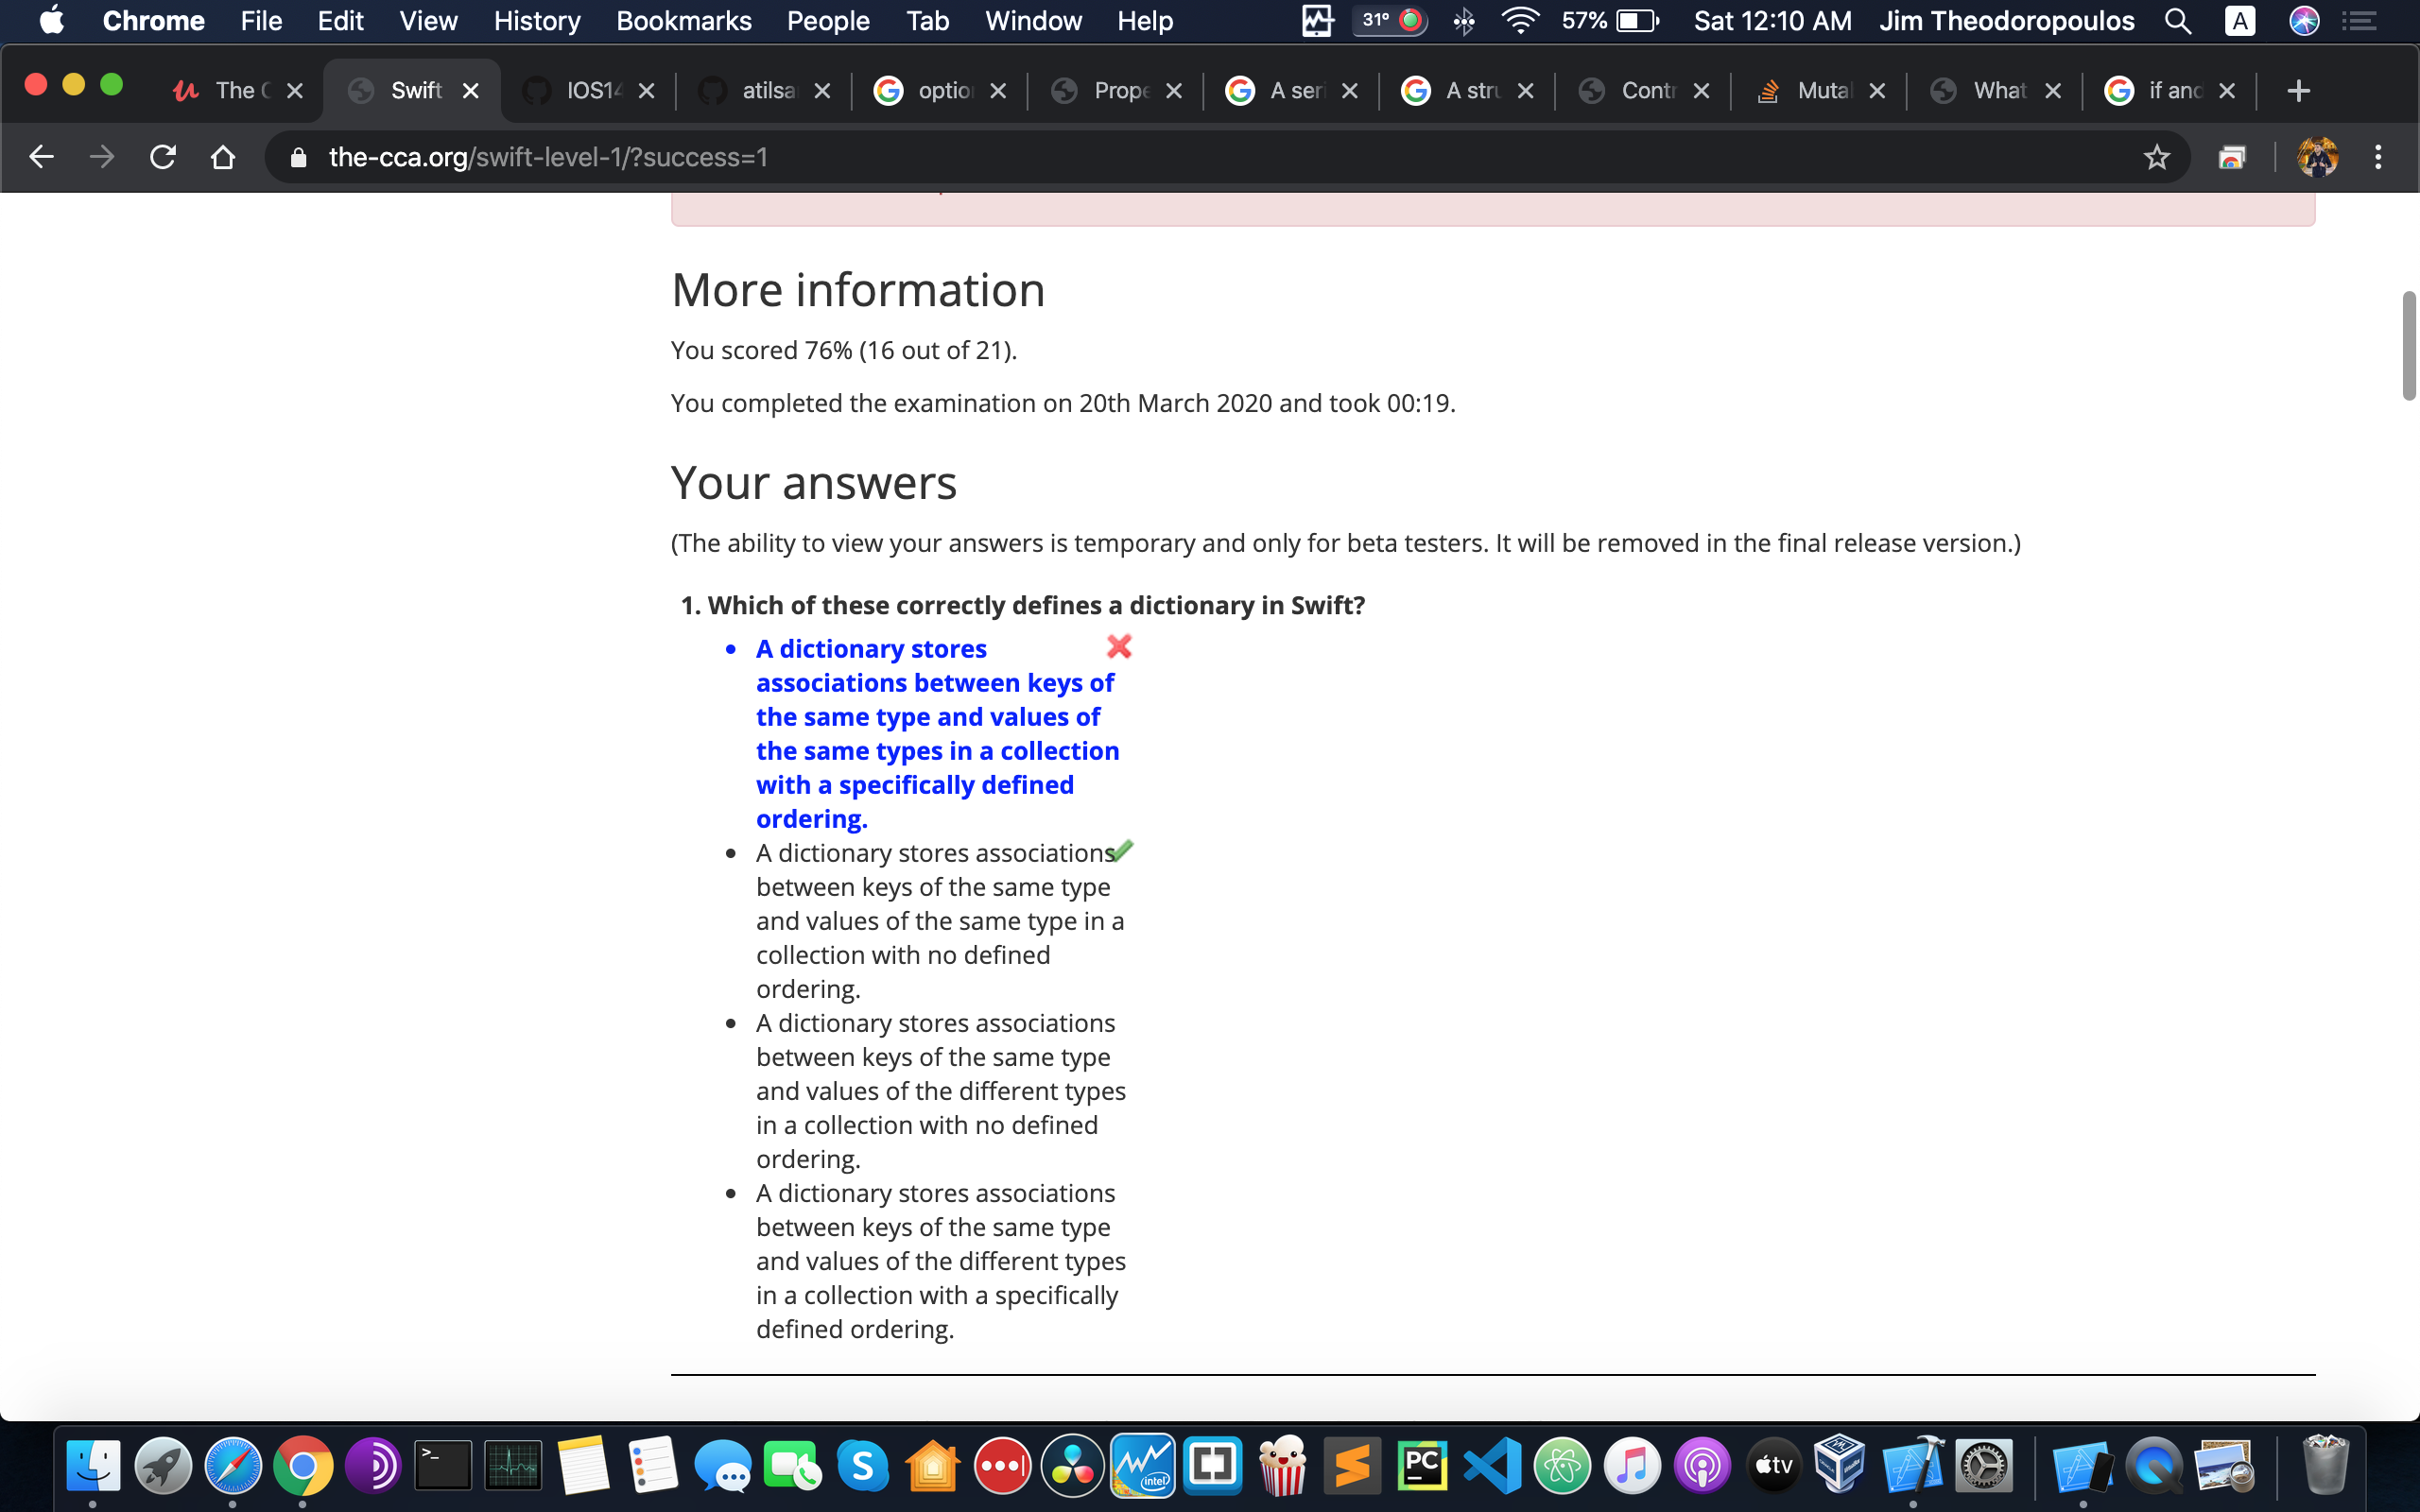 Chrome File Edit View History Bookmarks People Tab Window Help 31° 57% Sat 12:10 AM Jim Theodoropoulos A
The C Swift IOS14 atilsa option Prope A seri A stru Contr Mutal What if and
the-cca.org/swift-level-1/?success=1
More information
You scored 76% (16 out of 21).
You completed the examination on 20th March 2020 and took 00:19.
Your answers
(The ability to view your answers is temporary and only for beta testers. It will be removed in the final release version.)
1. Which of these correctly defines a dictionary in Swift?
A dictionary stores
associations between keys of
the same type and values of
the same types in a collection
with a specifically defined
ordering.
A dictionary stores associations
between keys of the same type
and values of the same type in a
collection with no defined
ordering.
A dictionary stores associations
between keys of the same type
and values of the different types
in a collection with no defined
ordering.
A dictionary stores associations
between keys of the same type
and values of the different types
in a collection with a specifically
defined ordering.
>_ S intel PC tv